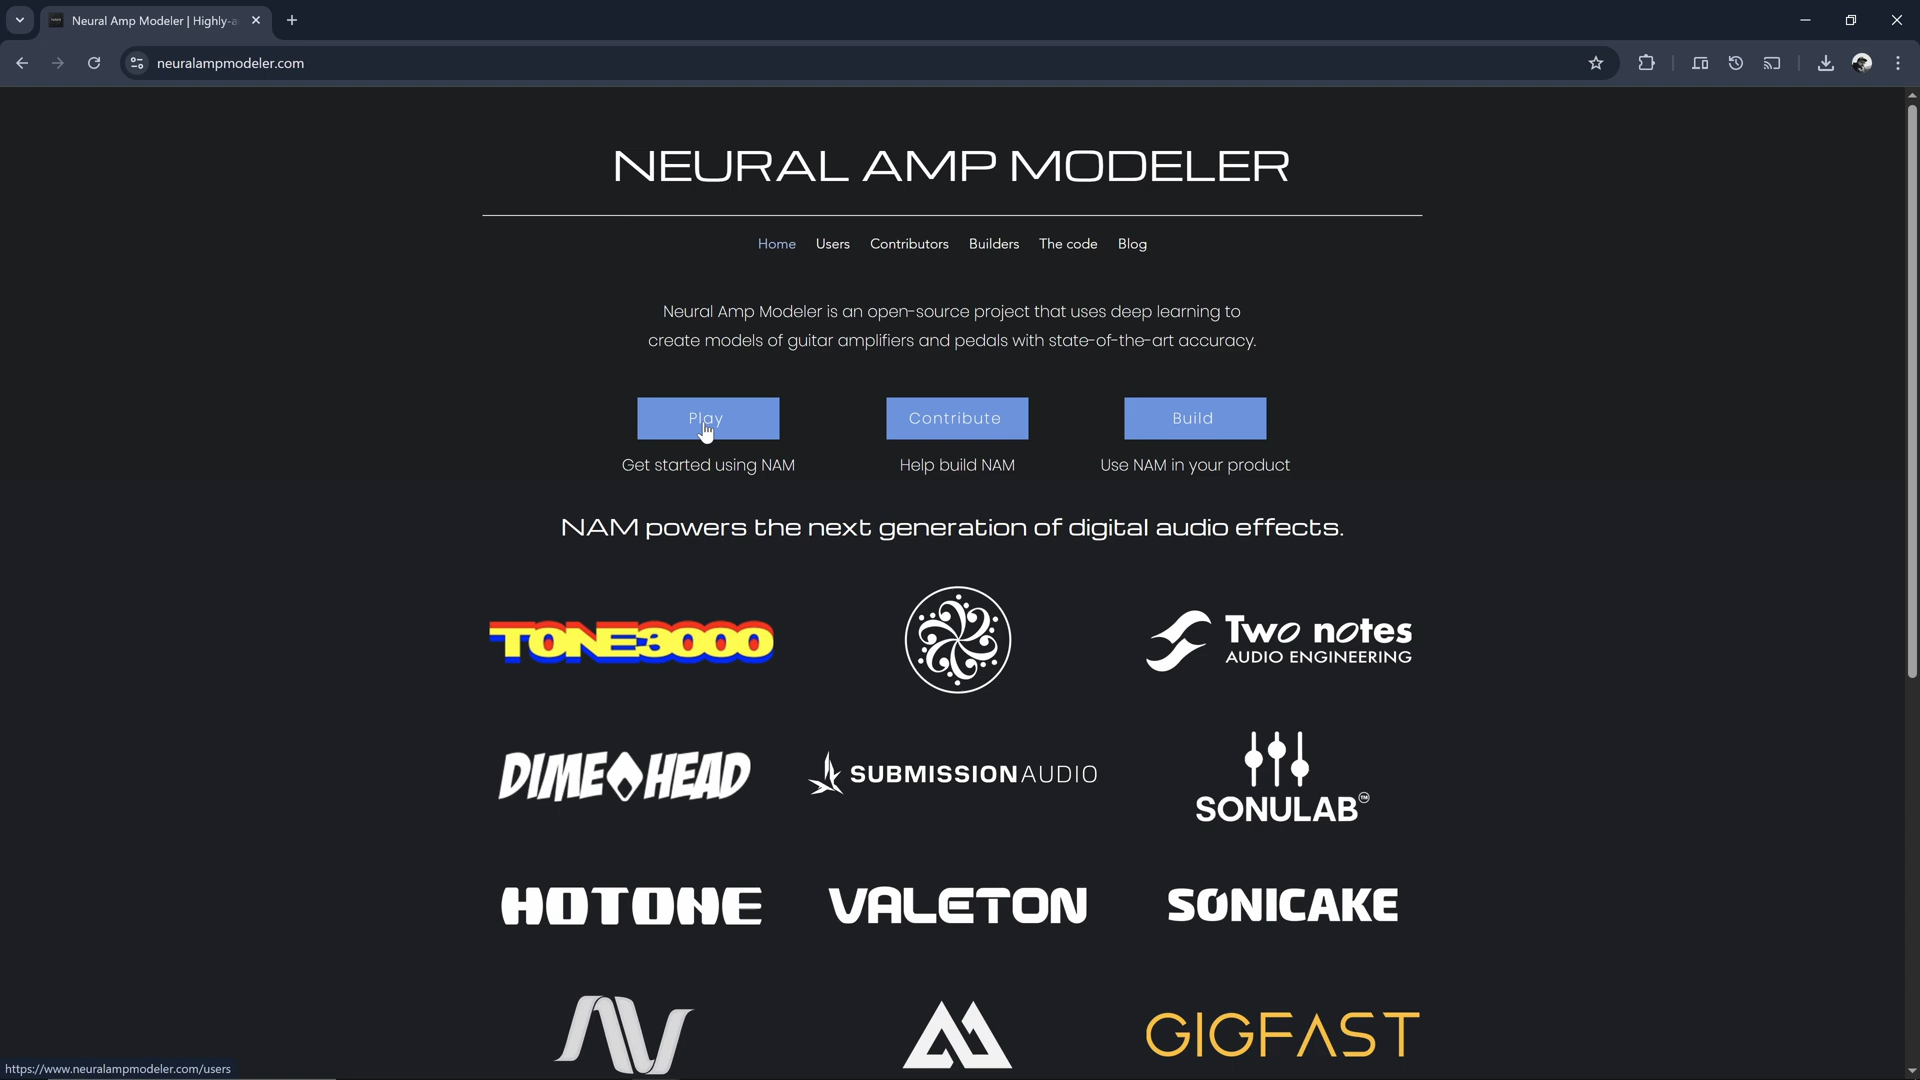 Neural Amp Modeler | Highly-a
neuralampmodeler.com
NEURAL AMP MODELER
Home Users Contributors Builders The code Blog
Neural Amp Modeler is an open-source project that uses deep learning to
create models of guitar amplifiers and pedals with state-of-the-art accuracy.
Play Contribute Build
Get started using NAM Help build NAM Use NAM in your product
NAM powers the next generation of digital audio effects.
TONE3000
Two notes
AUDIO ENGINEERING
DIMEHEAD
SUBMISSION AUDIO
SONULAB™
HOTONE VALETON SONICAKE
GIGFAST
https://www.neuralampmodeler.com/users